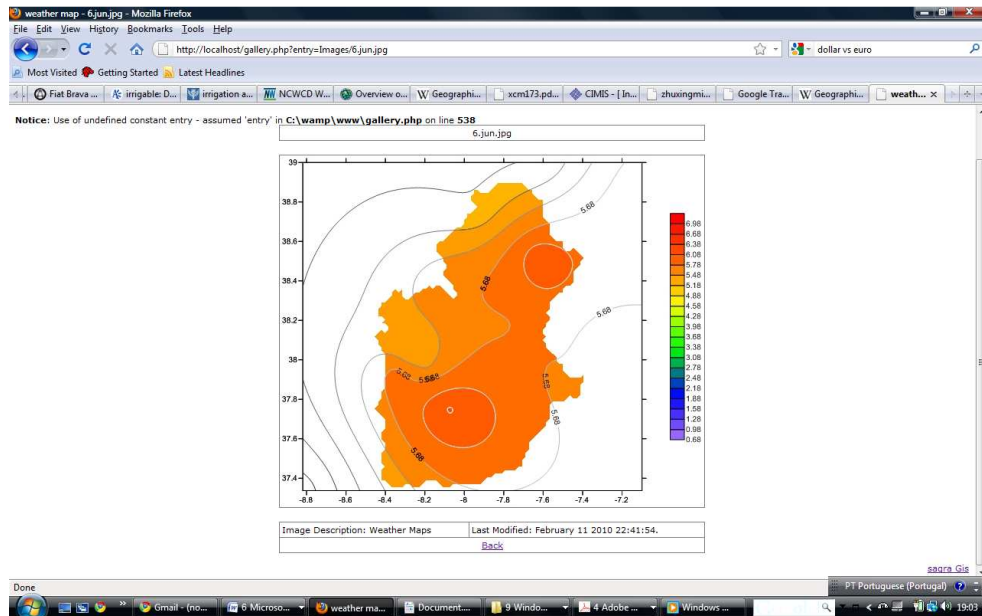 weather map - 6.jun.jpg - Mozilla Firefox
File Edit View History Bookmarks Tools Help
http://localhost/gallery.php?entry=Images/6.jun.jpg
dollar vs euro
Most Visited Getting Started Latest Headlines
Fiat Brava ... irrigable: D... irrigation a... NCWCD W... Overview o... Geographi... xcm173.pd... CIMIS - [ In... zhuxingmi... Google Tra... Geographi... weath...
Notice: Use of undefined constant entry - assumed 'entry' in C:\wamp\www\gallery.php on line 538
6.jun.jpg
39
38.8
38.6
38.4
38.2
38
37.8
37.6
37.4
-8.8 -8.6 -8.4 -8.2 -8 -7.8 -7.6 -7.4 -7.2
5.68
5.68
5.68
5.68
5.68
5.68
5.68
6.98
6.68
6.38
6.08
5.78
5.48
5.18
4.88
4.58
4.28
3.98
3.68
3.38
3.08
2.78
2.48
2.18
1.88
1.58
1.28
0.98
0.68
Image Description: Weather Maps Last Modified: February 11 2010 22:41:54.
Back
sagra Gis
Done
PT Portuguese (Portugal)
Gmail - (no... 6 Microso... weather ma... Document.... 9 Windo... 4 Adobe ... Windows ... 19:03